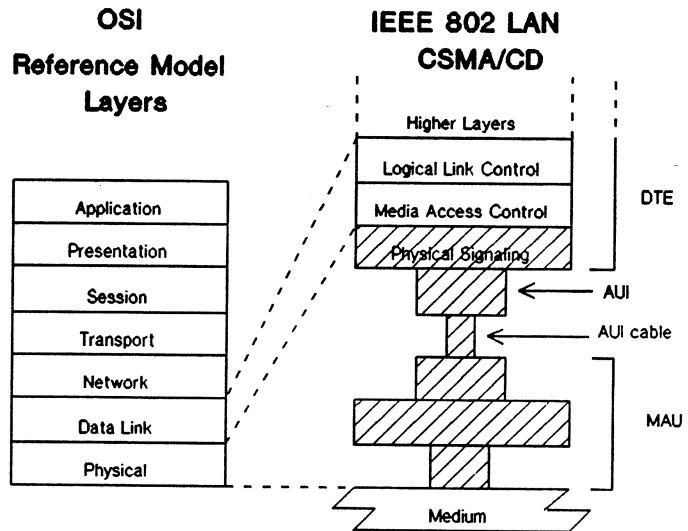 OSI
Reference Model
Layers
Application
Presentation
Session
Transport
Network
Data Link
Physical
IEEE 802 LAN
CSMA/CD
Higher Layers
Logical Link Control
Media Access Control
Physical Signaling
DTE
AUI
AUI cable
MAU
Medium